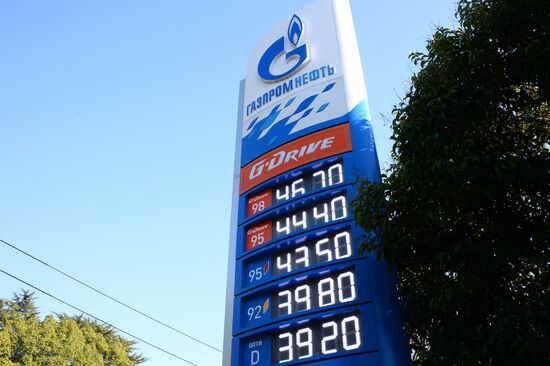 ГАЗПРОМНЕФТЬ
G-DRIVE
G-DRIVE 98 46.70
G-DRIVE 95 44.40
95 43.50
92 39.80
ОПТИ Д 39.20